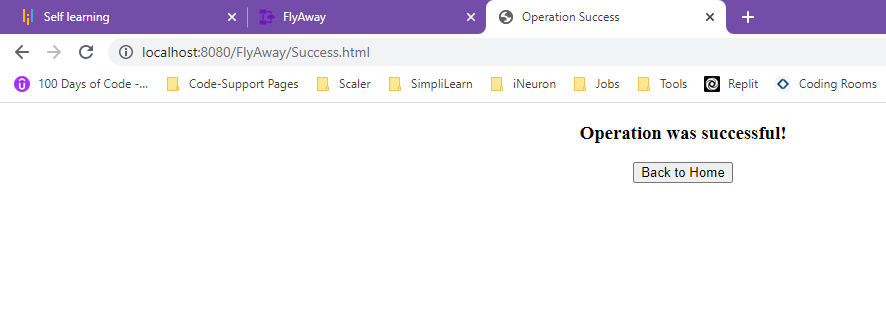 Self learning
FlyAway
Operation Success
localhost:8080/FlyAway/Success.html
100 Days of Code -... Code-Support Pages Scaler SimpliLearn iNeuron Jobs Tools Replit Coding Rooms
Operation was successful!
Back to Home